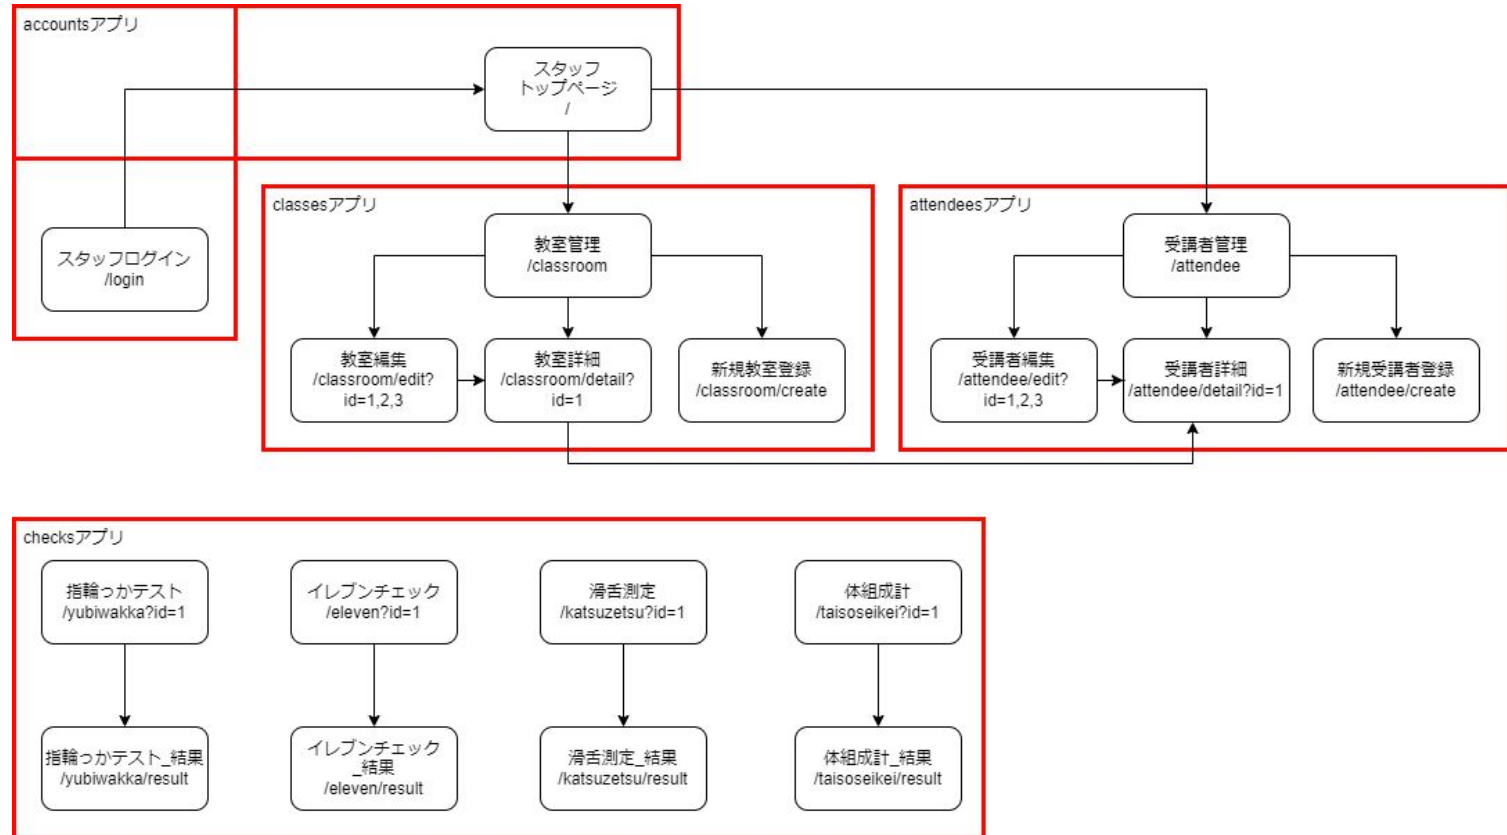 accountsアプリ
スタッフ
トップページ
/
スタッフログイン
/login
classesアプリ
教室管理
/classroom
教室編集
/classroom/edit?
id=1,2,3
教室詳細
/classroom/detail?
id=1
新規教室登録
/classroom/create
attendeesアプリ
受講者管理
/attendee
受講者編集
/attendee/edit?
id=1,2,3
受講者詳細
/attendee/detail?id=1
新規受講者登録
/attendee/create
checksアプリ
指輪っかテスト
/yubiwakka?id=1
イレブンチェック
/eleven?id=1
滑舌測定
/katsuzetsu?id=1
体組成計
/taisoseikei?id=1
指輪っかテスト_結果
/yubiwakka/result
イレブンチェック
_結果
/eleven/result
滑舌測定_結果
/katsuzetsu/result
体組成計_結果
/taisoseikei/result